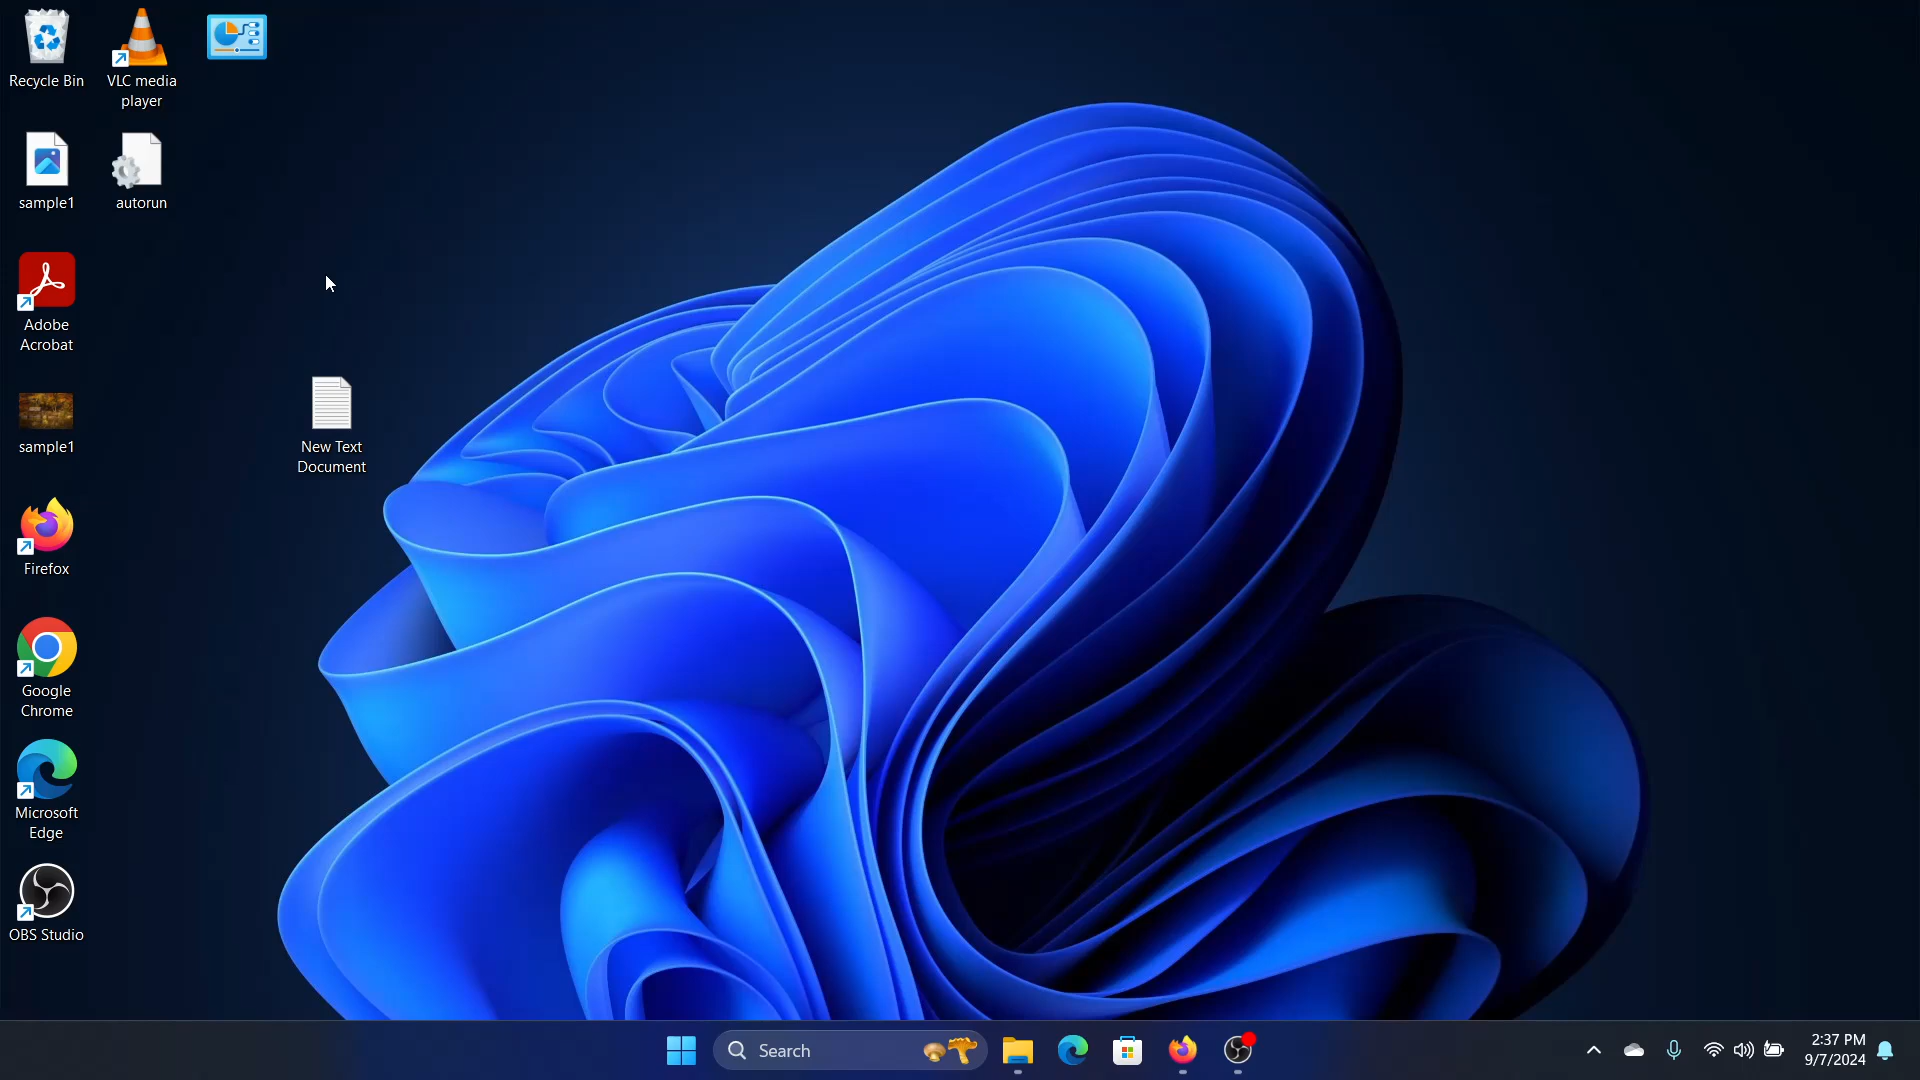 Recycle Bin
VLC media
player
sample1
autorun
Adobe
Acrobat
sample1
New Text
Document
Firefox
Google
Chrome
Microsoft
Edge
OBS Studio
Search
2:37 PM
9/7/2024